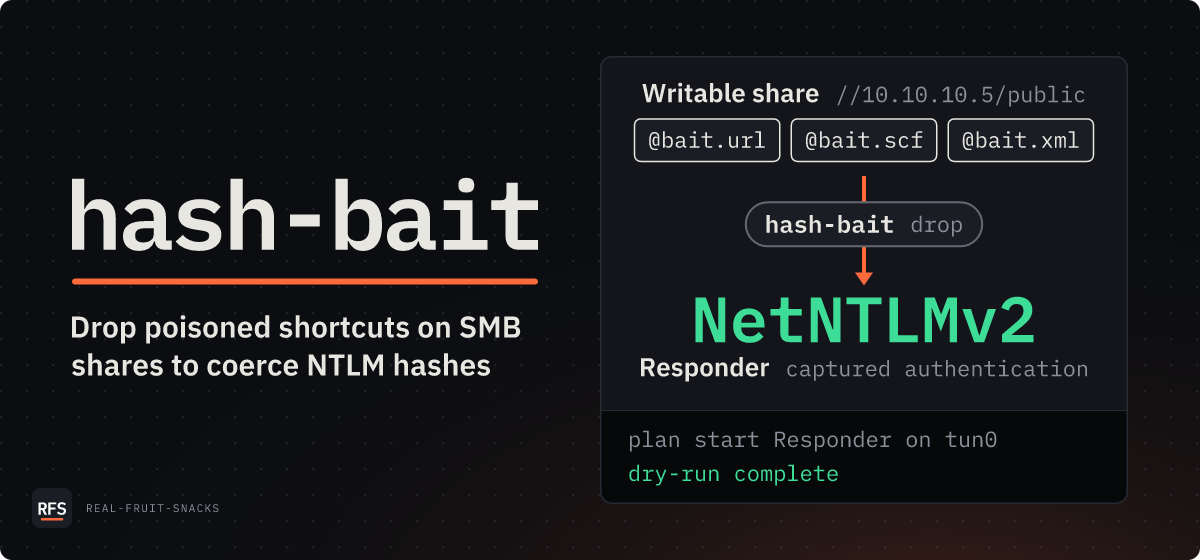 hash-bait
Drop poisoned shortcuts on SMB
shares to coerce NTLM hashes
RFS REAL-FRUIT-SNACKS
Writable share //10.10.10.5/public
@bait.url @bait.scf @bait.xml
hash-bait drop
NetNTLMv2
Responder captured authentication
plan start Responder on tun0
dry-run complete